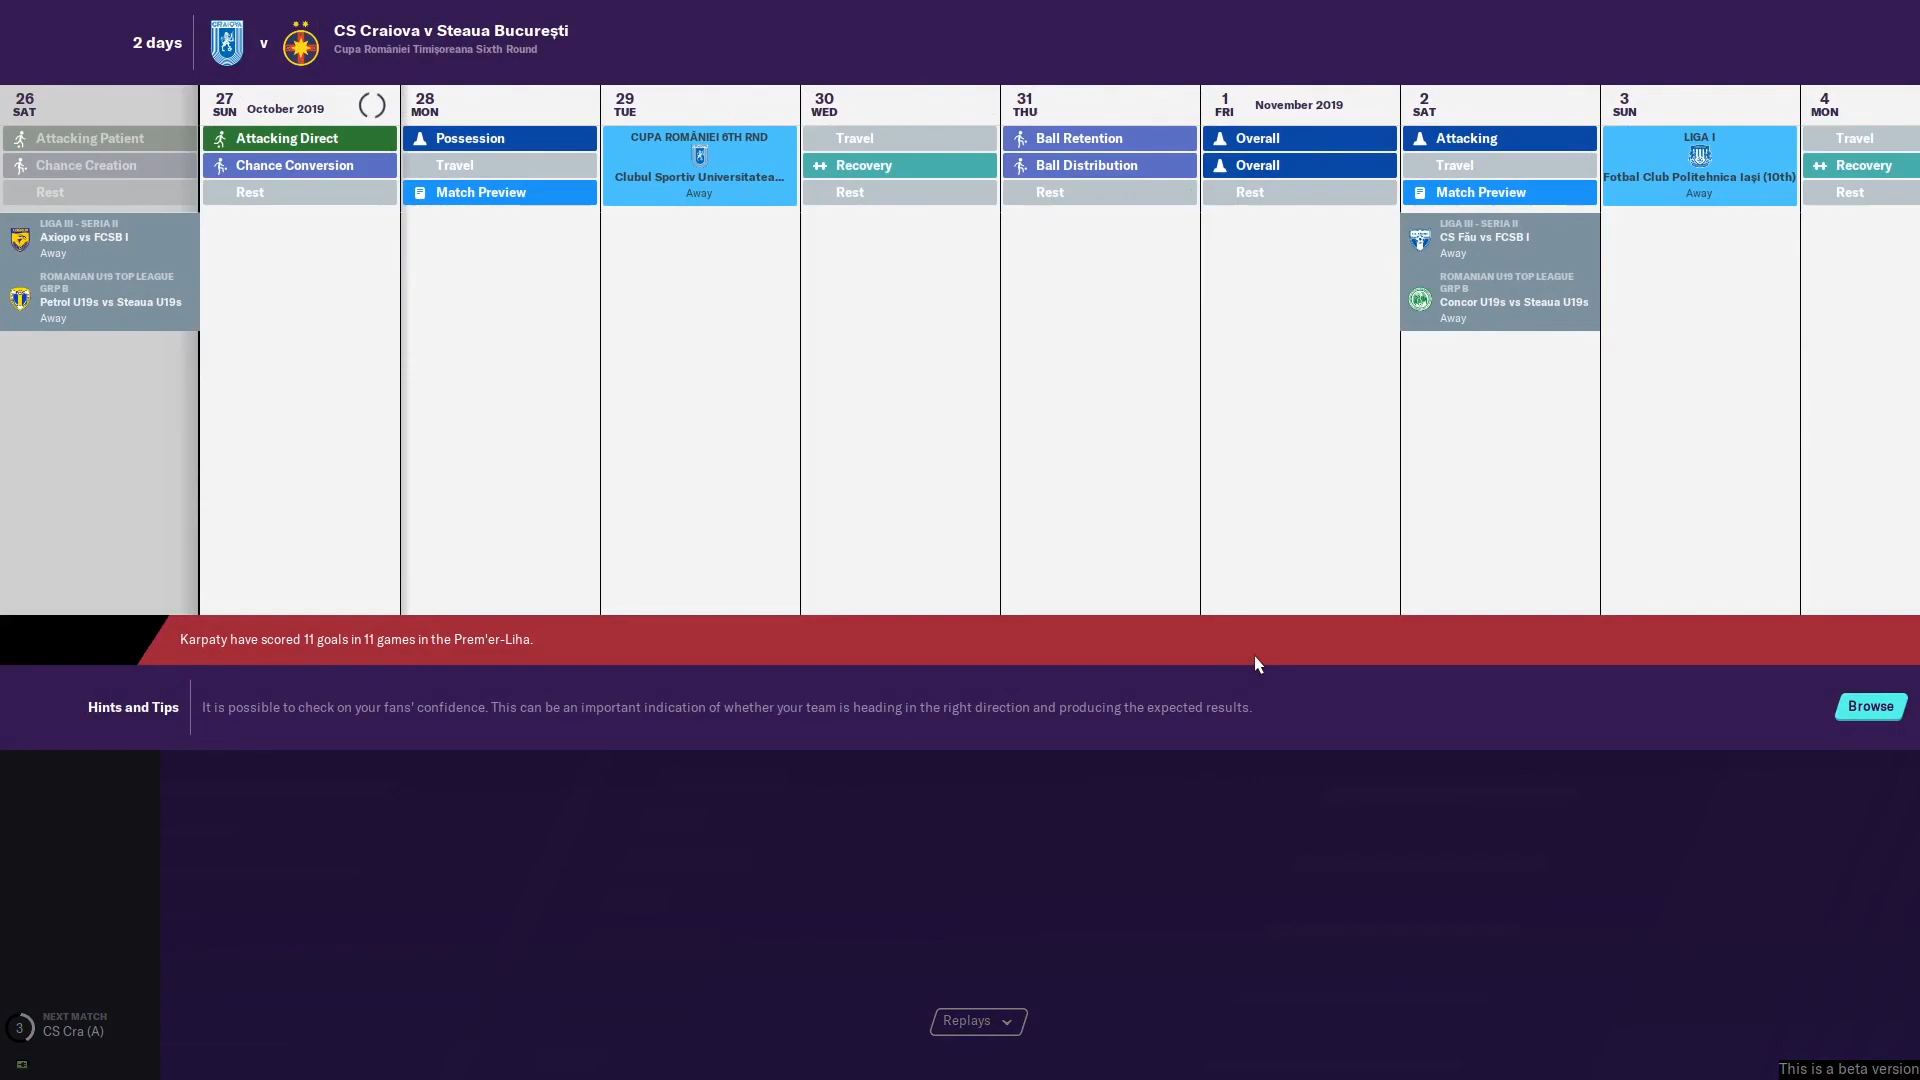 2 days
v
CS Craiova v Steaua București
Cupa României Timișoreana Sixth Round
26
SAT
27
SUN
October 2019
28
MON
29
TUE
30
WED
31
THU
1
FRI
November 2019
2
SAT
3
SUN
4
MON
Attacking Patient
Chance Creation
Rest
LIGA III - SERIA II
Axiopo vs FCSB I
Away
ROMANIAN U19 TOP LEAGUE
GRP B
Petrol U19s vs Steaua U19s
Away
Attacking Direct
Chance Conversion
Rest
Possession
Travel
Match Preview
CUPA ROMÂNIEI 6TH RND
Clubul Sportiv Universitatea...
Away
Travel
Recovery
Rest
Ball Retention
Ball Distribution
Rest
Overall
Overall
Rest
Attacking
Travel
Match Preview
LIGA III - SERIA II
CS Fău vs FCSB I
Away
ROMANIAN U19 TOP LEAGUE
GRP B
Concor U19s vs Steaua U19s
Away
LIGA I
Fotbal Club Politehnica Iași (10th)
Away
Travel
Recovery
Rest
Karpaty have scored 11 goals in 11 games in the Prem'er-Liha.
Hints and Tips
It is possible to check on your fans' confidence. This can be an important indication of whether your team is heading in the right direction and producing the expected results.
Browse
3
NEXT MATCH
CS Cra (A)
Replays
This is a beta version